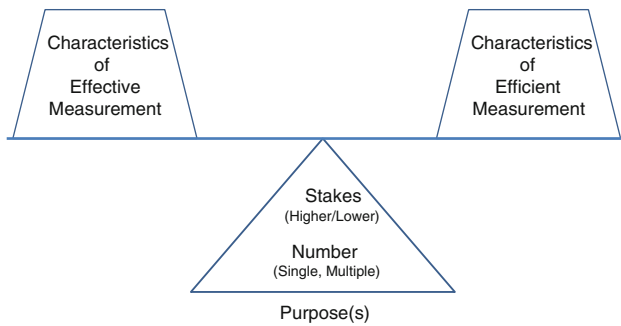 Characteristics
of
Effective
Measurement
Characteristics
of
Efficient
Measurement
Stakes
(Higher/Lower)
Number
(Single, Multiple)
Purpose(s)